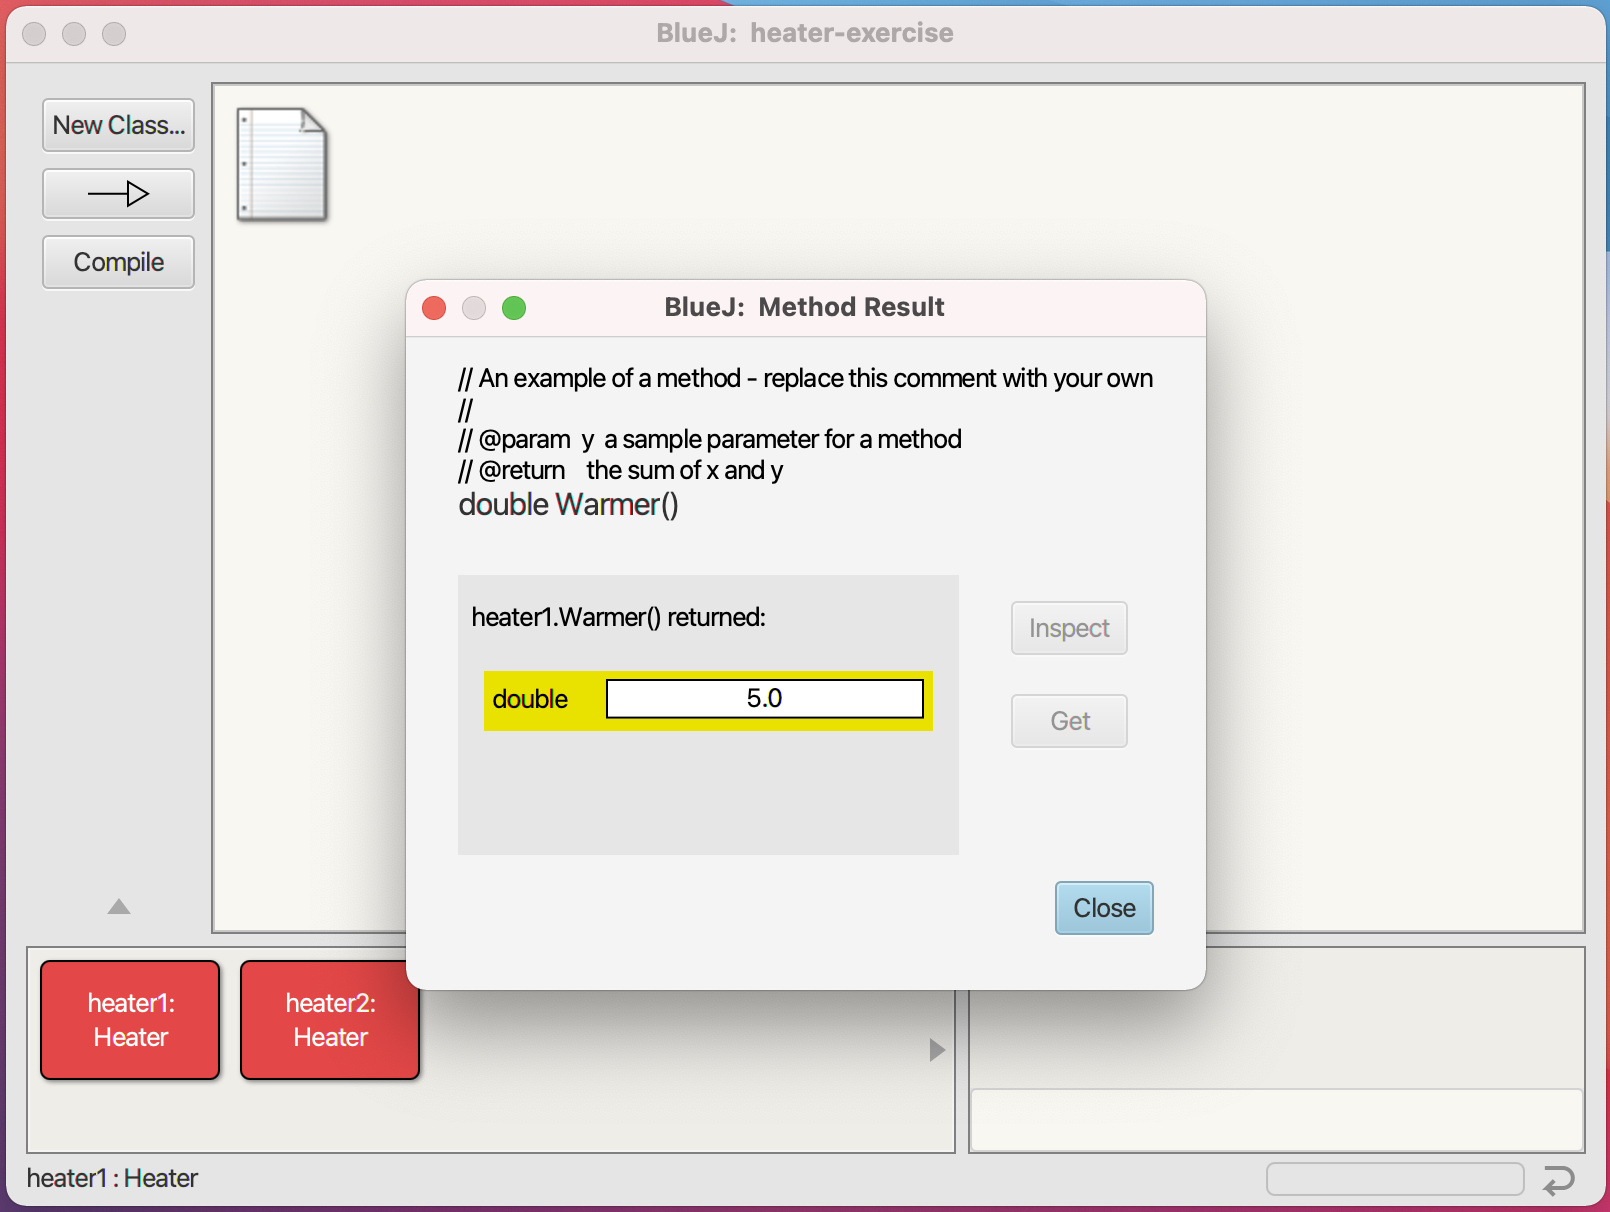 BlueJ:  heater-exercise
New Class...
Compile
BlueJ:  Method Result
// An example of a method - replace this comment with your own
//
// @param  y  a sample parameter for a method
// @return    the sum of x and y
double Warmer()
heater1.Warmer() returned:
double
5.0
Inspect
Get
Close
heater1:
Heater
heater2:
Heater
heater1 : Heater